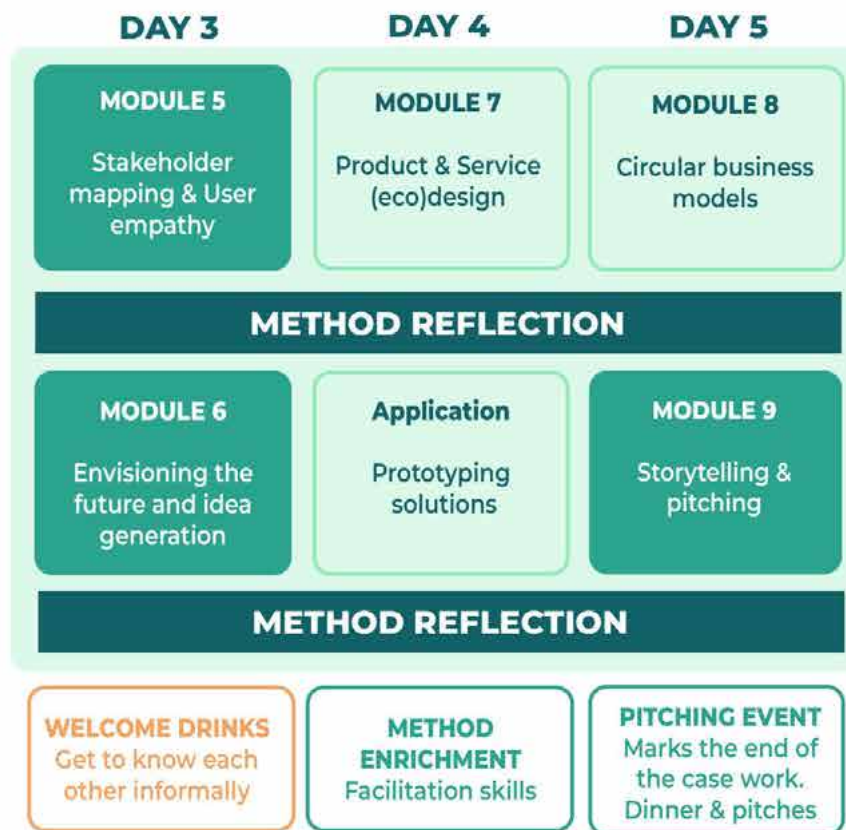 DAY 3
DAY 4
DAY 5
MODULE 5
Stakeholder
mapping & User
empathy
MODULE 7
Product & Service
(eco)design
MODULE 8
Circular business
models
METHOD REFLECTION
MODULE 6
Envisioning the
future and idea
generation
Application
Prototyping
solutions
MODULE 9
Storytelling &
pitching
METHOD REFLECTION
WELCOME DRINKS
Get to know each
other informally
METHOD
ENRICHMENT
Facilitation skills
PITCHING EVENT
Marks the end of
the case work.
Dinner & pitches